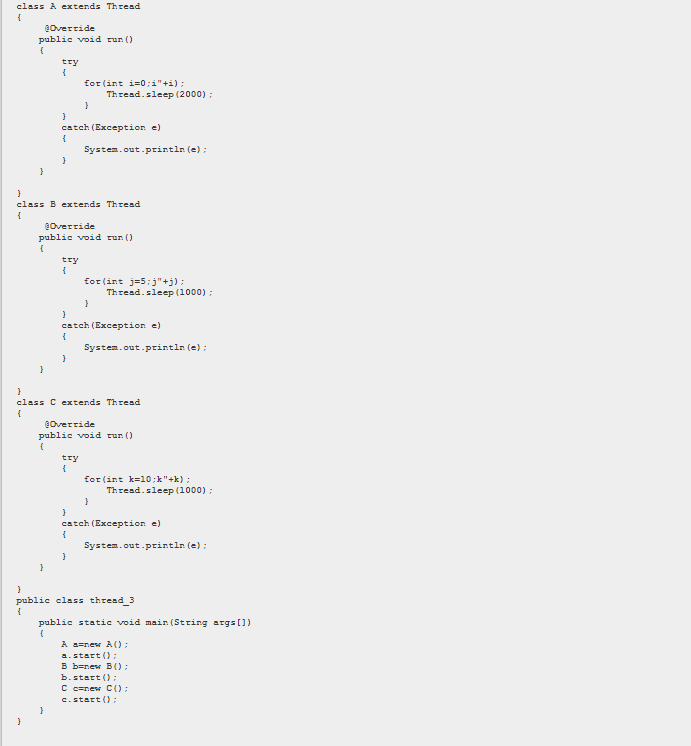 class A extends Thread
{
@Override
public void run()
{
try
{
for(int i=0;i"+i);
Thread.sleep(2000);
}
}
catch(Exception e)
{
System.out.println(e);
}
}
}
class B extends Thread
{
@Override
public void run()
{
try
{
for(int j=5;j"+j);
Thread.sleep(1000);
}
}
catch(Exception e)
{
System.out.println(e);
}
}
}
class C extends Thread
{
@Override
public void run()
{
try
{
for(int k=10;k"+k);
Thread.sleep(1000);
}
}
catch(Exception e)
{
System.out.println(e);
}
}
}
public class thread_3
{
public static void main(String args[])
{
A a=new A();
a.start();
B b=new B();
b.start();
C c=new C();
c.start();
}
}